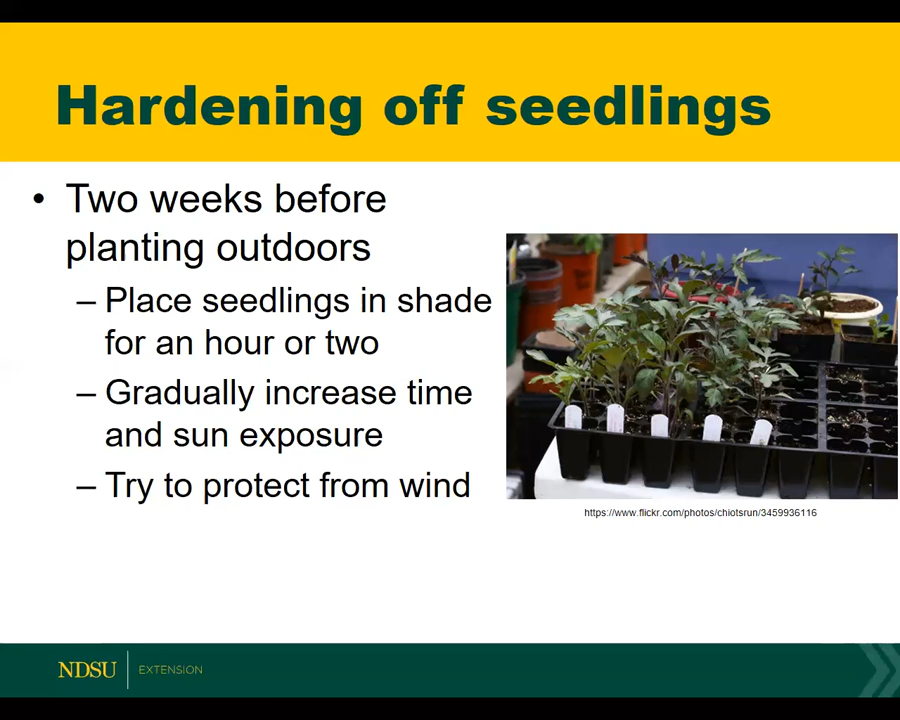 Hardening off seedlings
• Two weeks before
planting outdoors
– Place seedlings in shade
for an hour or two
– Gradually increase time
and sun exposure
– Try to protect from wind
https://www.flickr.com/photos/chiotsrun/3459936116
NDSU EXTENSION